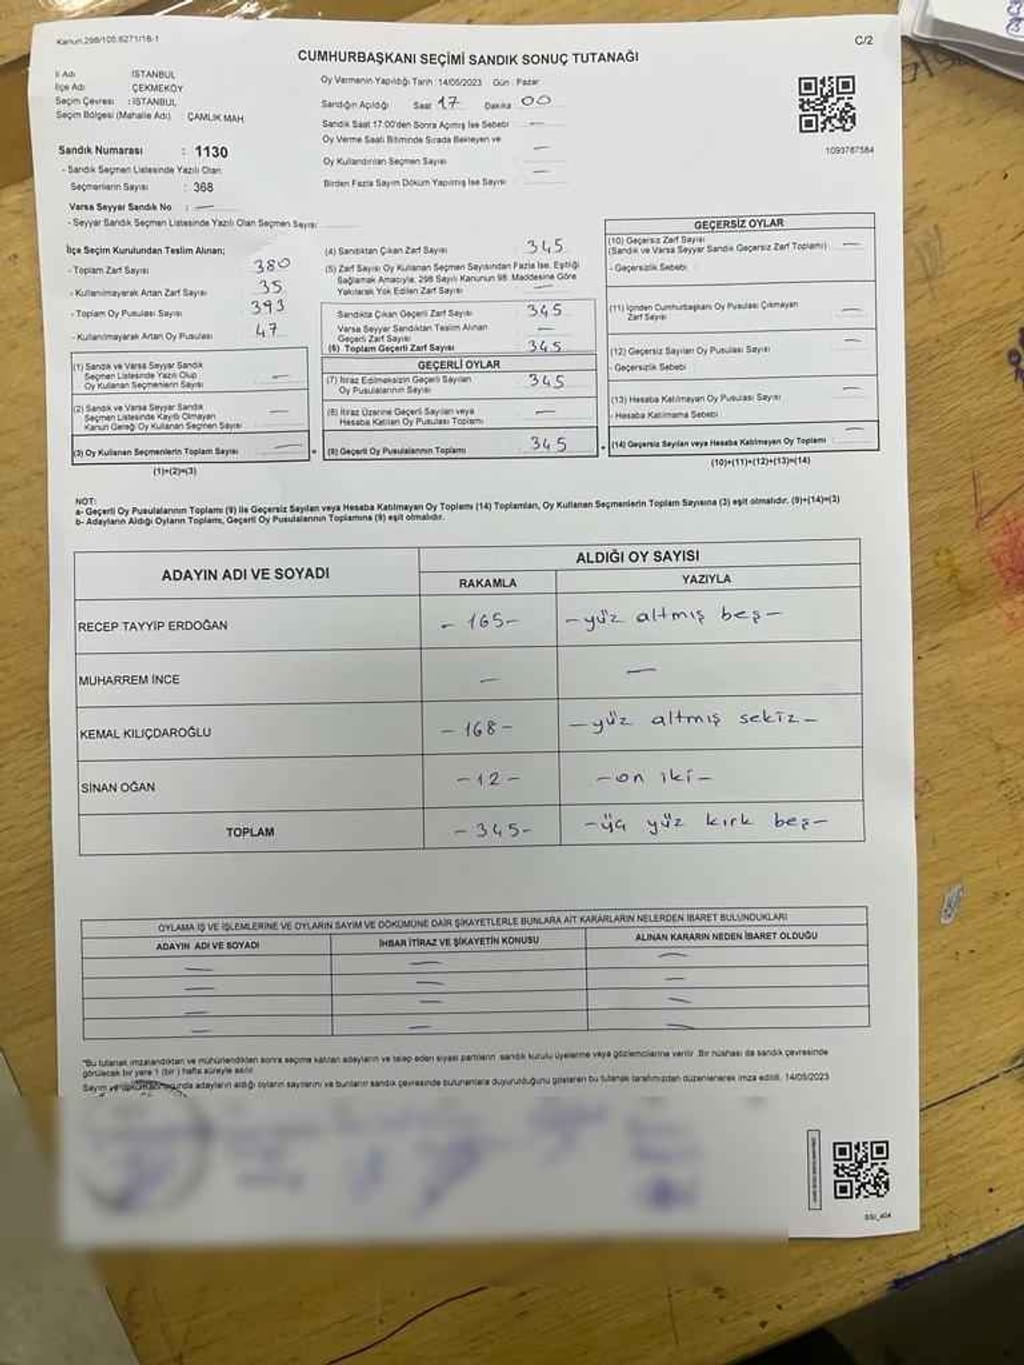 Kanun.298/105.6271/16-1
C/2
CUMHURBAŞKANI SEÇİMİ SANDIK SONUÇ TUTANAĞI
İl Adı İSTANBUL
İlçe Adı ÇEKMEKÖY
Seçim Çevresi : İSTANBUL
Seçim Bölgesi (Mahalle Adı) ÇAMLIK MAH.
Sandık Numarası : 1130
- Sandık Seçmen Listesinde Yazılı Olan
Seçmenlerin Sayısı : 368
Varsa Seyyar Sandık No : —
- Seyyar Sandık Seçmen Listesinde Yazılı Olan Seçmen Sayısı
Oy Vermenin Yapıldığı Tarih : 14/05/2023 Gün : Pazar
Sandığın Açıldığı Saat 17 Dakika 00
Sandık Saat 17:00'den Sonra Açmış İse Sebebi —
Oy Verme Saati Bitiminde Sırada Bekleyen ve
Oy Kullandırılan Seçmen Sayısı —
Birden Fazla Sayım Döküm Yapılmış İse Sayısı —
1093767584
İlçe Seçim Kurulundan Teslim Alınan;
- Toplam Zarf Sayısı 380
- Kullanılmayarak Artan Zarf Sayısı 35
- Toplam Oy Pusulası Sayısı 393
- Kullanılmayarak Artan Oy Pusulası 47
(1) Sandık ve Varsa Seyyar Sandık
Seçmen Listesinde Yazılı Olup
Oy Kullanan Seçmenlerin Sayısı —
(2) Sandık ve Varsa Seyyar Sandık
Seçmen Listesinde Kayıtlı Olmayan
Kanun Gereği Oy Kullanan Seçmen Sayısı —
(3) Oy Kullanan Seçmenlerin Toplam Sayısı —
(1)+(2)=(3)
(4) Sandıktan Çıkan Zarf Sayısı 345
(5) Zarf Sayısı Oy Kullanan Seçmen Sayısından Fazla İse, Eşitliği
Sağlamak Amacıyla; 298 Sayılı Kanunun 98. Maddesine Göre
Yakılarak Yok Edilen Zarf Sayısı —
Sandıkta Çıkan Geçerli Zarf Sayısı 345
Varsa Seyyar Sandıktan Teslim Alınan
Geçerli Zarf Sayısı —
(6) Toplam Geçerli Zarf Sayısı 345
GEÇERLİ OYLAR
(7) İtiraz Edilmeksizin Geçerli Sayılan
Oy Pusulalarının Sayısı 345
(8) İtiraz Üzerine Geçerli Sayılan veya
Hesaba Katılan Oy Pusulası Toplamı —
(9) Geçerli Oy Pusulalarının Toplamı 345
GEÇERSİZ OYLAR
(10) Geçersiz Zarf Sayısı
(Sandık ve Varsa Seyyar Sandık Geçersiz Zarf Toplamı) —
- Geçersizlik Sebebi
(11) İçinden Cumhurbaşkanı Oy Pusulası Çıkmayan
Zarf Sayısı —
(12) Geçersiz Sayılan Oy Pusulası Sayısı —
- Geçersizlik Sebebi
(13) Hesaba Katılmayan Oy Pusulası Sayısı —
- Hesaba Katılmama Sebebi
(14) Geçersiz Sayılan veya Hesaba Katılmayan Oy Toplamı —
(10)+(11)+(12)+(13)=(14)
NOT:
a- Geçerli Oy Pusulalarının Toplamı (9) ile Geçersiz Sayılan veya Hesaba Katılmayan Oy Toplamı (14) Toplamları, Oy Kullanan Seçmenlerin Toplam Sayısına (3) eşit olmalıdır. (9)+(14)=(3)
b- Adayların Aldığı Oyların Toplamı, Geçerli Oy Pusulalarının Toplamına (9) eşit olmalıdır.
ADAYIN ADI VE SOYADI
ALDIĞI OY SAYISI
RAKAMLA YAZIYLA
RECEP TAYYİP ERDOĞAN - 165- -yüz altmış beş-
MUHARREM İNCE — —
KEMAL KILIÇDAROĞLU - 168- -yüz altmış sekiz-
SİNAN OĞAN -12- -on iki-
TOPLAM -345- -üç yüz kırk beş-
OYLAMA İŞ VE İŞLEMLERİNE VE OYLARIN SAYIM VE DÖKÜMÜNE DAİR ŞİKAYETLERLE BUNLARA AİT KARARLARIN NELERDEN İBARET BULUNDUKLARI
ADAYIN ADI VE SOYADI İHBAR İTİRAZ VE ŞİKAYETİN KONUSU ALINAN KARARIN NEDEN İBARET OLDUĞU
— — —
— — —
— — —
— — —
"Bu tutanak imzalandıktan ve mühürlendikten sonra seçime katılan adayların ve talep eden siyasi partilerin sandık kurulu üyelerine veya gözlemcilerine verilir. Bir nüshası da sandık çevresinde
görülecek bir yere 1 (bir) hafta süreyle asılır.
Sayım ve adayların aldığı oyların sayılarını ve bunların sandık çevresinde bulunanlara duyurulduğunu gösteren bu tutanak tarafımızdan düzenlenerek imza edildi. 14/05/2023